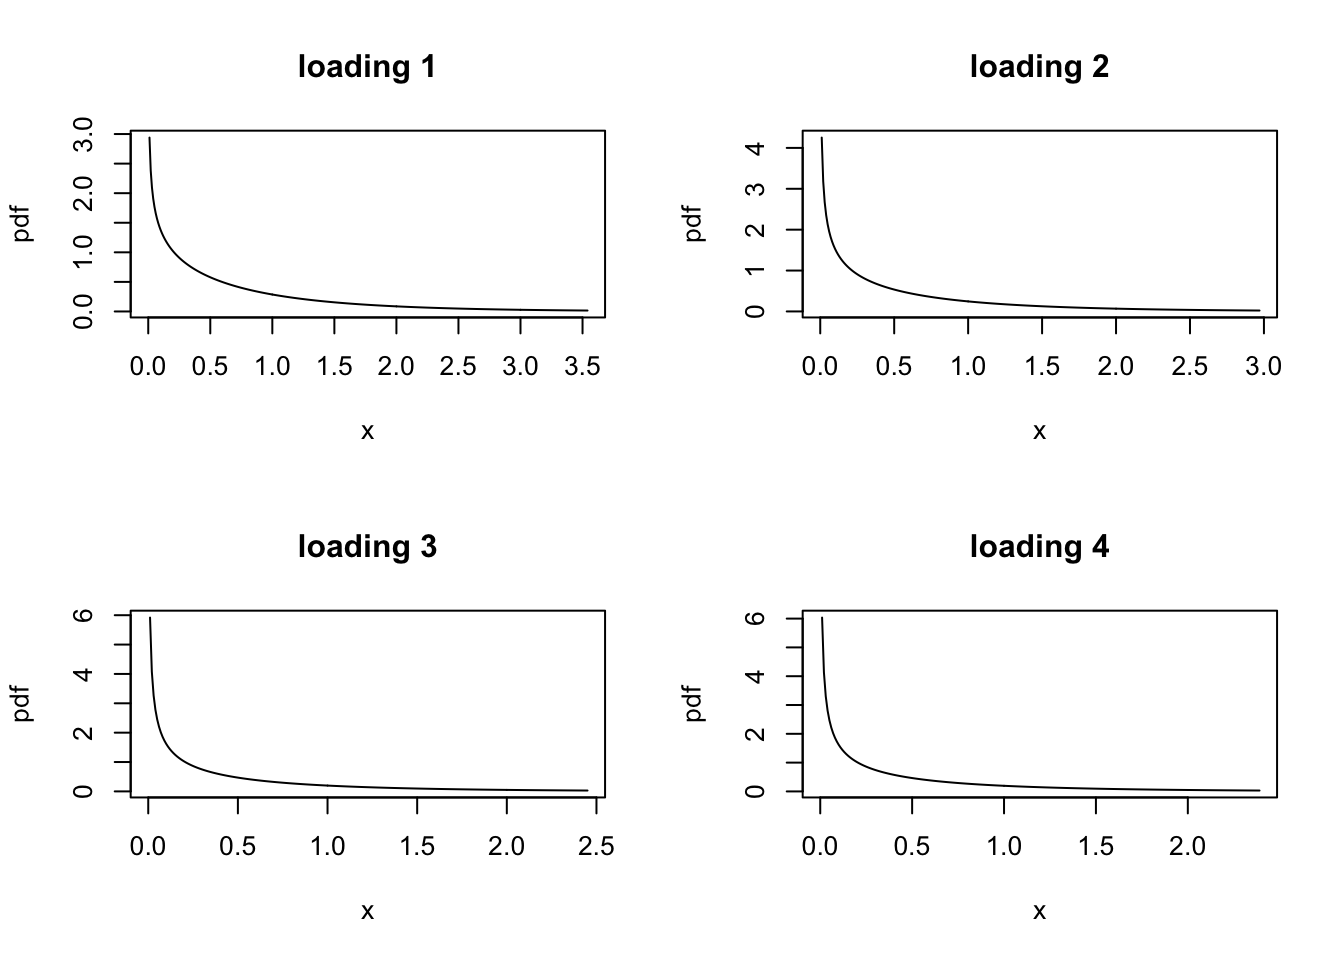 loading 1
pdf
0.0 1.0 2.0 3.0
0.0 0.5 1.0 1.5 2.0 2.5 3.0 3.5
x
loading 2
pdf
0 1 2 3 4
0.0 0.5 1.0 1.5 2.0 2.5 3.0
x
loading 3
pdf
0 2 4 6
0.0 0.5 1.0 1.5 2.0 2.5
x
loading 4
pdf
0 2 4 6
0.0 0.5 1.0 1.5 2.0
x